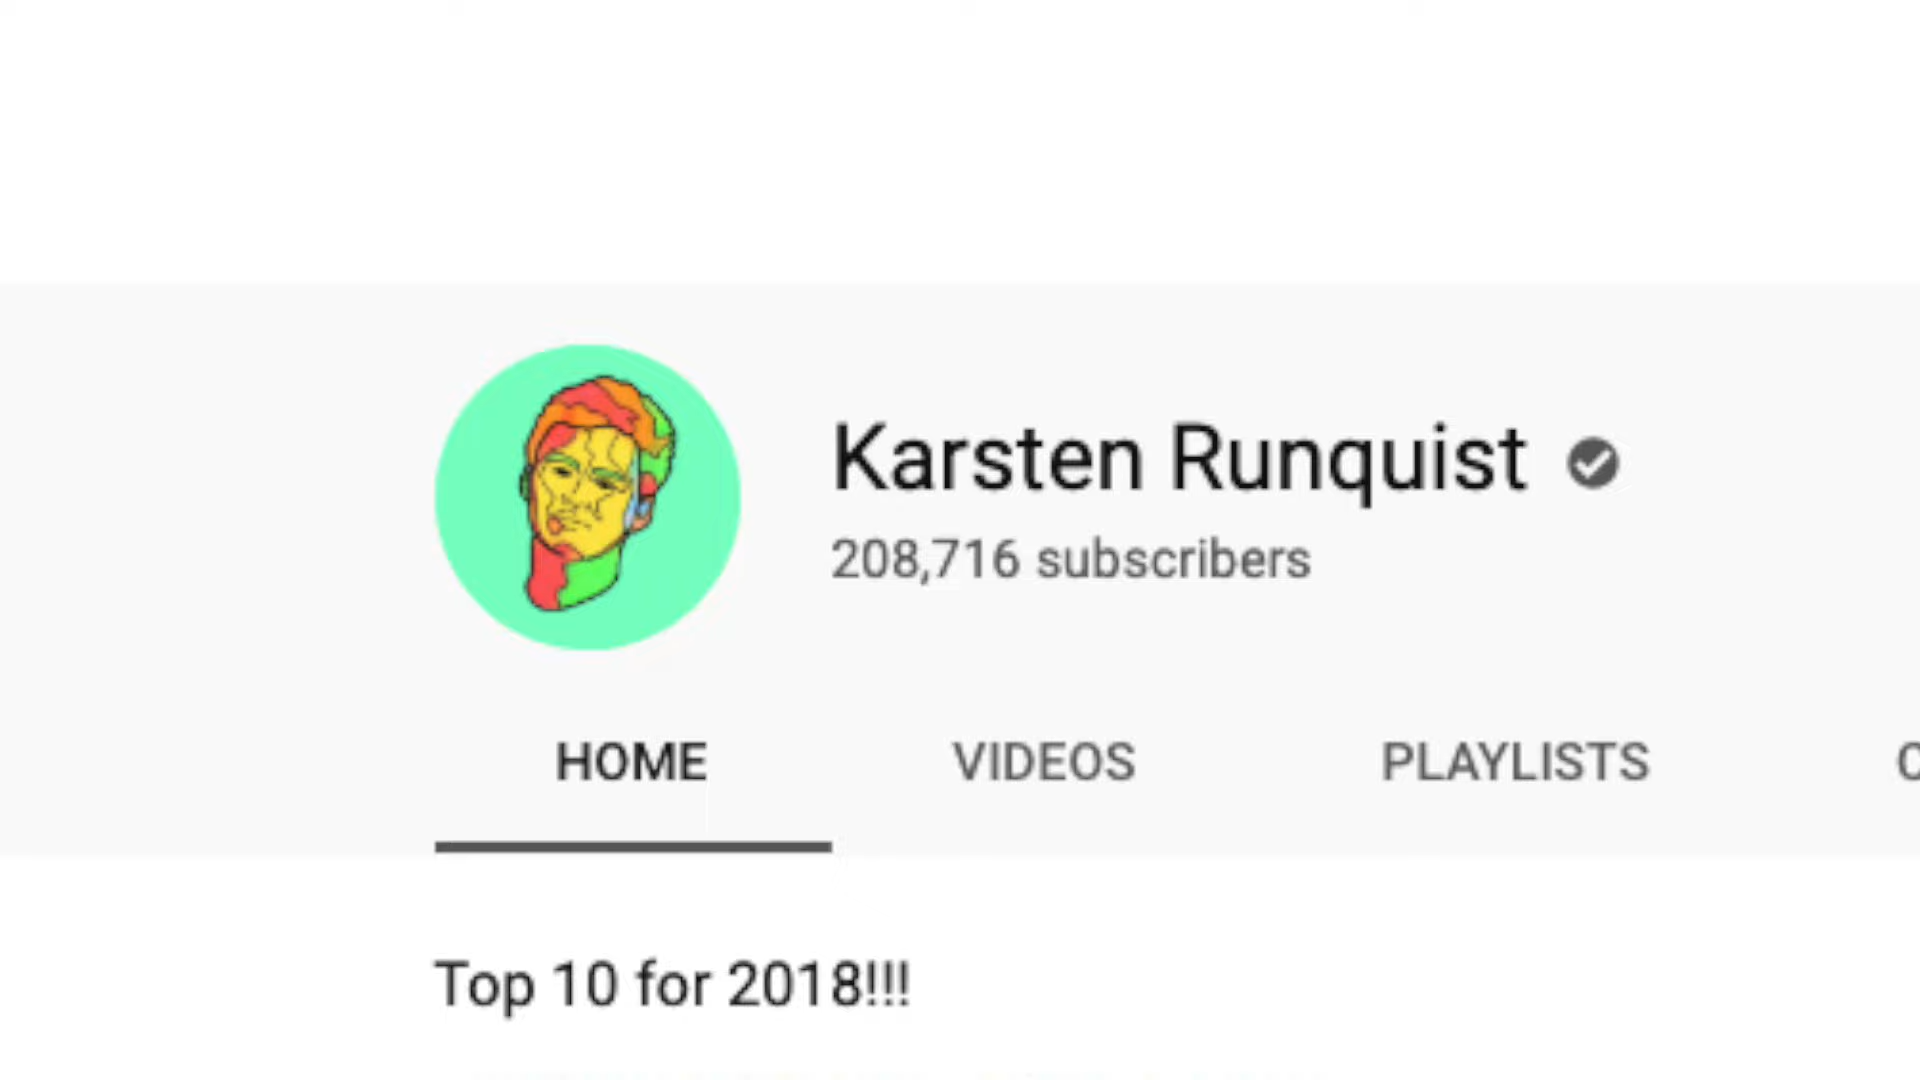 Karsten Runquist
208,716 subscribers
HOME VIDEOS PLAYLISTS
Top 10 for 2018!!!